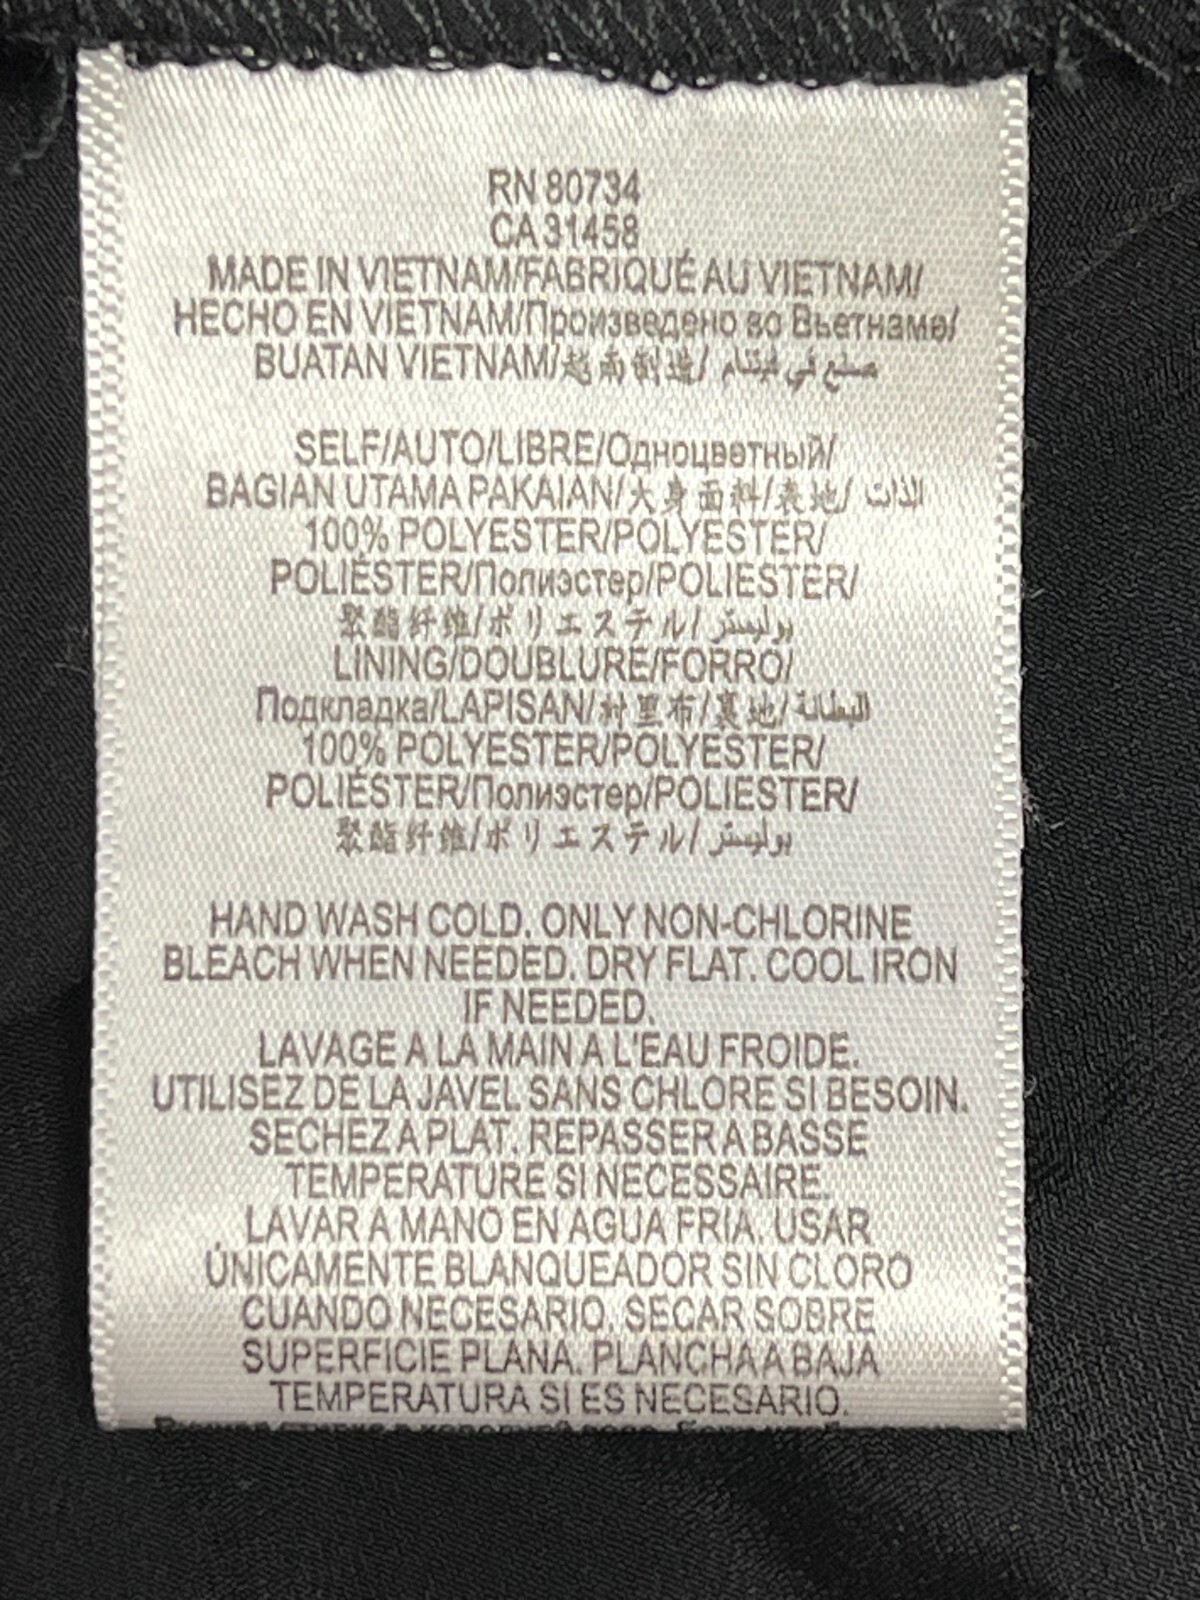 RN 80734
CA 31458
MADE IN VIETNAM/FABRIQUÉ AU VIETNAM/
HECHO EN VIETNAM/Произведено во Вьетнаме/
BUATAN VIETNAM/越南制造/ صنع في فيتنام
SELF/AUTO/LIBRE/Одноцветный/
BAGIAN UTAMA PAKAIAN/大身面料/表地/ الذات
100% POLYESTER/POLYESTER/
POLIÉSTER/Полиэстер/POLIESTER/
聚酯纤维/ポリエステル/ بوليستر
LINING/DOUBLURE/FORRO/
Подкладка/LAPISAN/衬里布/裏地/ البطانة
100% POLYESTER/POLYESTER/
POLIÉSTER/Полиэстер/POLIESTER/
聚酯纤维/ポリエステル/ بوليستر
HAND WASH COLD. ONLY NON-CHLORINE
BLEACH WHEN NEEDED. DRY FLAT. COOL IRON
IF NEEDED.
LAVAGE A LA MAIN A L'EAU FROIDE.
UTILISEZ DE LA JAVEL SANS CHLORE SI BESOIN.
SECHEZ A PLAT. REPASSER A BASSE
TEMPERATURE SI NECESSAIRE.
LAVAR A MANO EN AGUA FRIA. USAR
ÚNICAMENTE BLANQUEADOR SIN CLORO
CUANDO NECESARIO. SECAR SOBRE
SUPERFICIE PLANA. PLANCHA A BAJA
TEMPERATURA SI ES NECESARIO.